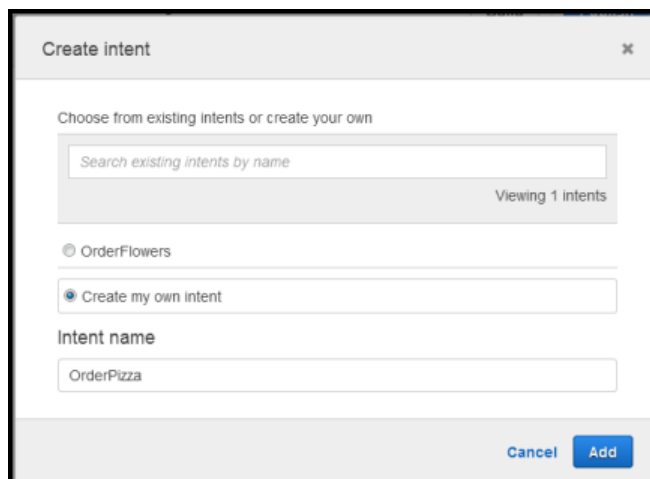 Create intent
Choose from existing intents or create your own
Search existing intents by name
Viewing 1 intents
OrderFlowers
Create my own intent
Intent name
OrderPizza
Cancel Add